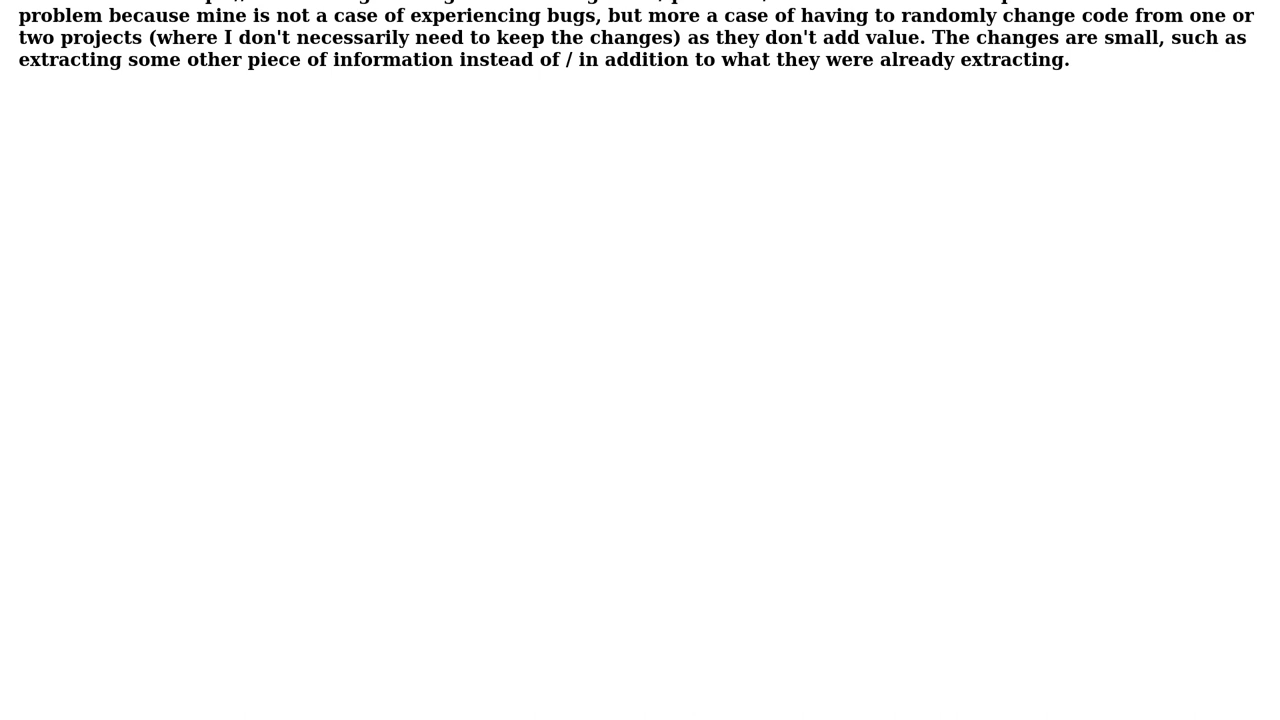 problem because mine is not a case of experiencing bugs, but more a case of having to randomly change code from one or
two projects (where I don't necessarily need to keep the changes) as they don't add value. The changes are small, such as
extracting some other piece of information instead of / in addition to what they were already extracting.